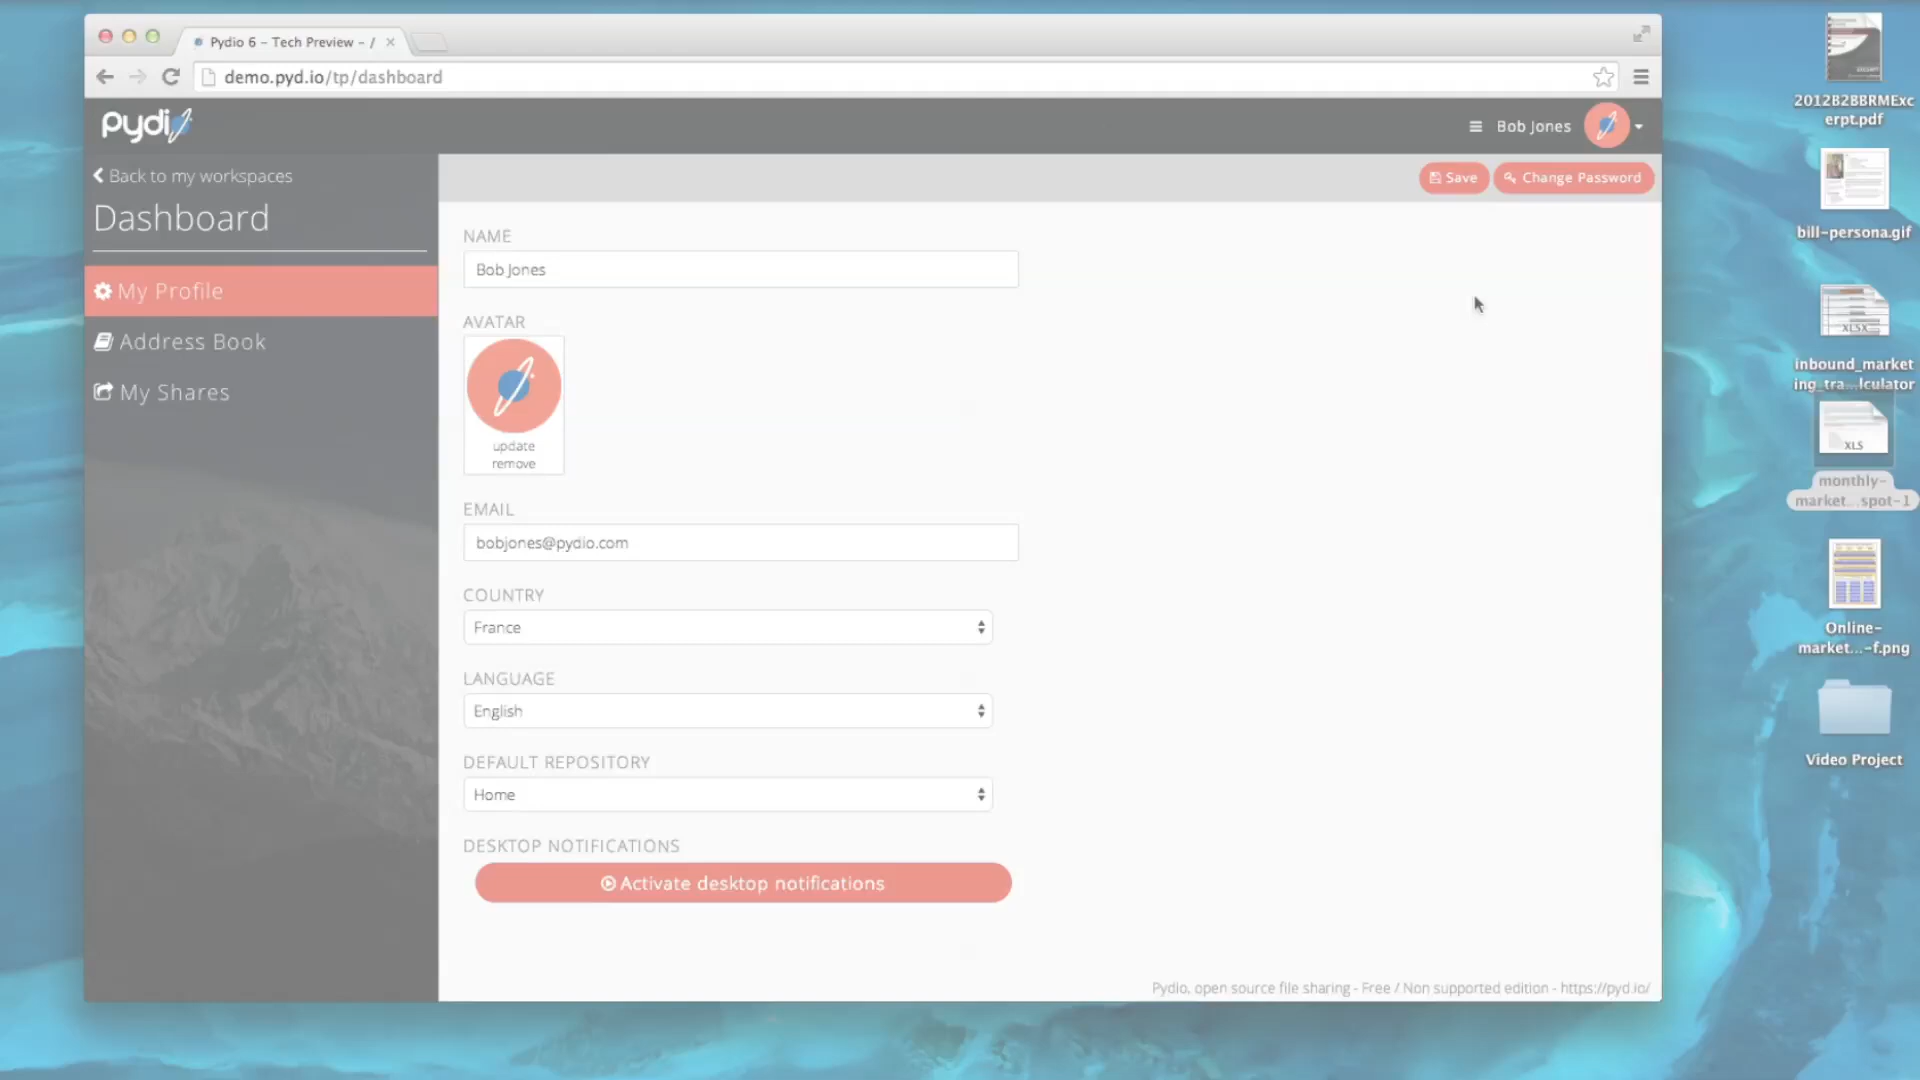 Pydio 6 – Tech Preview – /
demo.pyd.io/tp/dashboard
pydio
Bob Jones
Back to my workspaces
Dashboard
My Profile
Address Book
My Shares
Save
Change Password
NAME
Bob Jones
AVATAR
update
remove
EMAIL
bobjones@pydio.com
COUNTRY
France
LANGUAGE
English
DEFAULT REPOSITORY
Home
DESKTOP NOTIFICATIONS
Activate desktop notifications
Pydio, open source file sharing - Free / Non supported edition - https://pyd.io/
2012B2BBRMExc
erpt.pdf
bill-persona.gif
XLSX
inbound_market
ing_tra...lculator
XLS
monthly-
market...spot-1
Online-
market...-f.png
Video Project